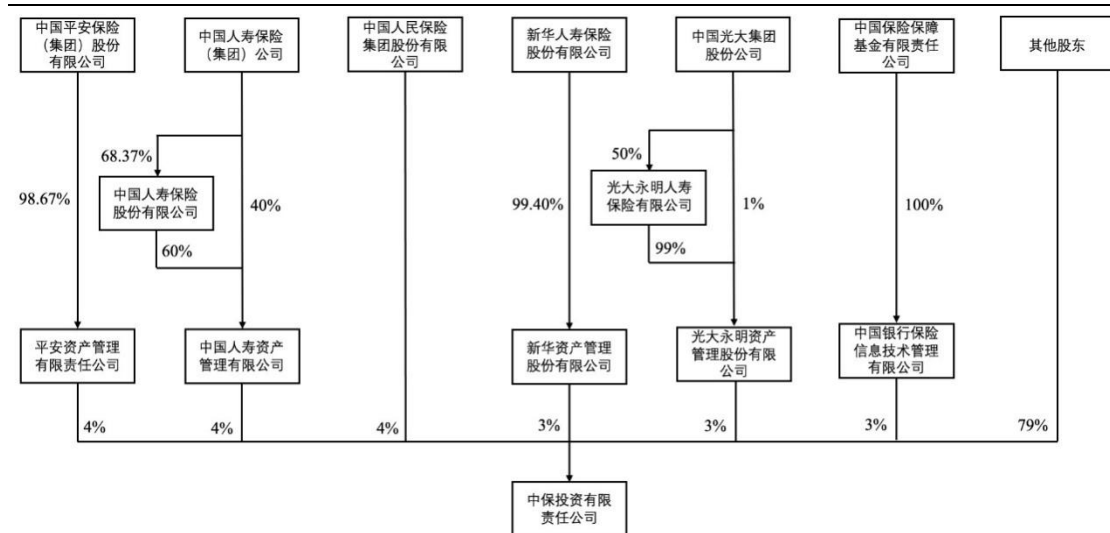 中国平安保险
（集团）股份
有限公司
中国人寿保险
（集团）公司
中国人民保险
集团股份有限
公司
新华人寿保险
股份有限公司
中国光大集团
股份公司
中国保险保障
基金有限责任
公司
其他股东
68.37%
50%
98.67%
中国人寿保险
股份有限公司
40%
99.40%
光大永明人寿
保险有限公司
1%
100%
60%
99%
平安资产管理
有限责任公司
中国人寿资产
管理有限公司
新华资产管理
股份有限公司
光大永明资产
管理股份有限
公司
中国银行保险
信息技术管理
有限公司
4%
4%
4%
3%
3%
3%
79%
中保投资有限
责任公司